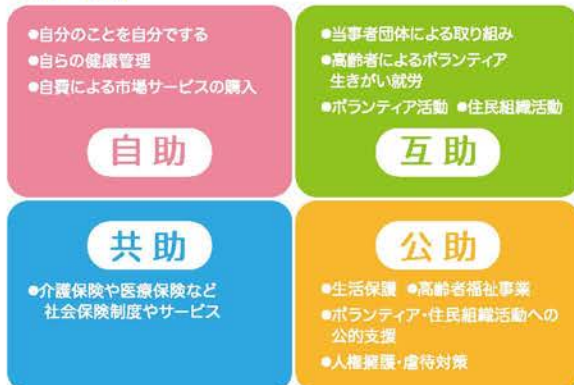 ●自分のことを自分でする
●自らの健康管理
●自費による市場サービスの購入
自助
●当事者団体による取り組み
●高齢者によるボランティア
生きがい就労
●ボランティア活動 ●住民組織活動
互助
共助
●介護保険や医療保険など
社会保険制度やサービス
公助
●生活保護 ●高齢者福祉事業
●ボランティア・住民組織活動への
公的支援
●人権擁護・虐待対策